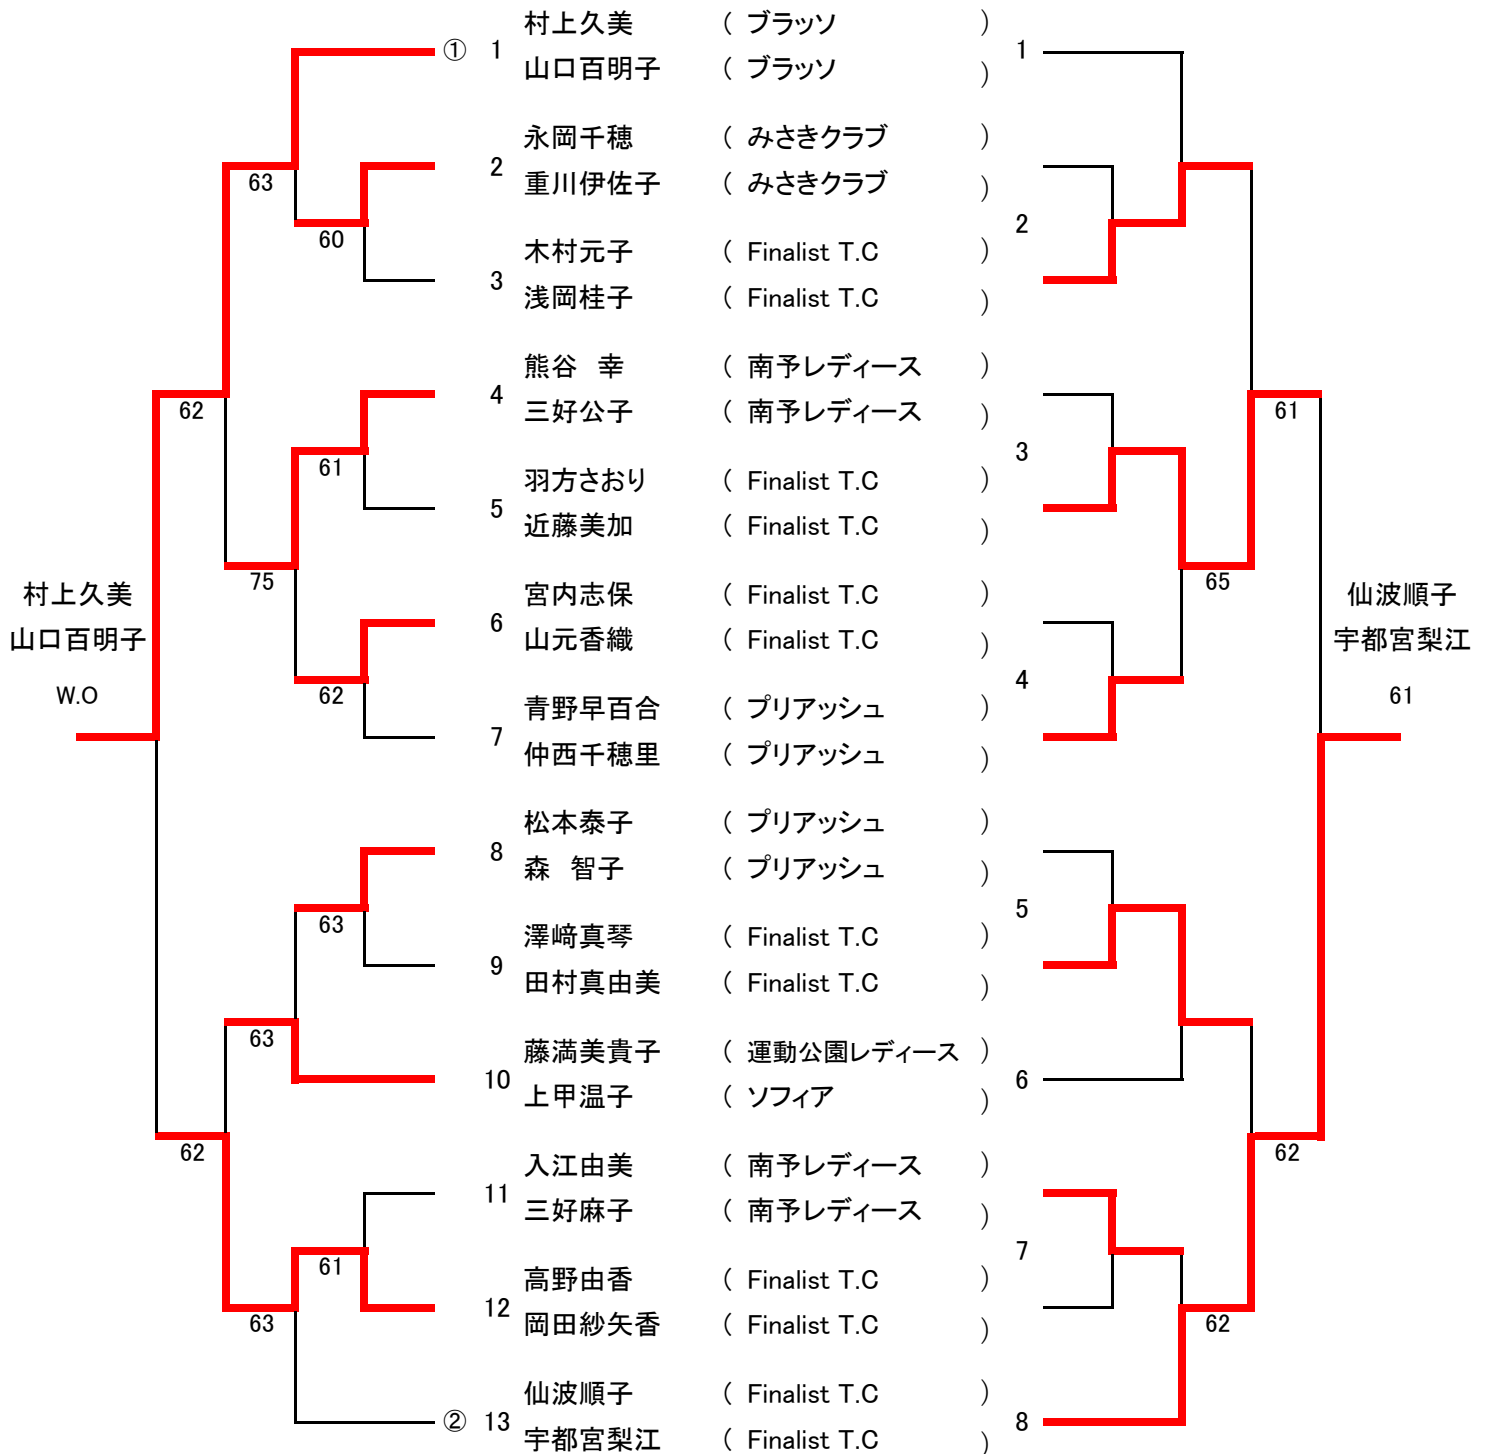 村上久美 ( ブラッソ )
① 1 1
山口百明子 ( ブラッソ )
永岡千穂 ( みさきクラブ )
2
63
重川伊佐子 ( みさきクラブ )
2
60
木村元子 ( Finalist T.C )
3
浅岡桂子 ( Finalist T.C )
熊谷 幸 ( 南予レディース )
4
62 61
三好公子 ( 南予レディース )
3
61
羽方さおり ( Finalist T.C )
5
近藤美加 ( Finalist T.C )
75 65
村上久美 宮内志保 ( Finalist T.C ) 仙波順子
6
山口百明子 山元香織 ( Finalist T.C ) 宇都宮梨江
4
W.O 62 61
青野早百合 ( プリアッシュ )
7
仲西千穂里 ( プリアッシュ )
松本泰子 ( プリアッシュ )
8
森 智子 ( プリアッシュ )
5
63
澤﨑真琴 ( Finalist T.C )
9
田村真由美 ( Finalist T.C )
63
藤満美貴子 ( 運動公園レディース )
10 6
上甲温子 ( ソフィア )
62 62
入江由美 ( 南予レディース )
11
三好麻子 ( 南予レディース )
7
61
高野由香 ( Finalist T.C )
12
63 62
岡田紗矢香 ( Finalist T.C )
仙波順子 ( Finalist T.C )
② 13 8
宇都宮梨江 ( Finalist T.C )